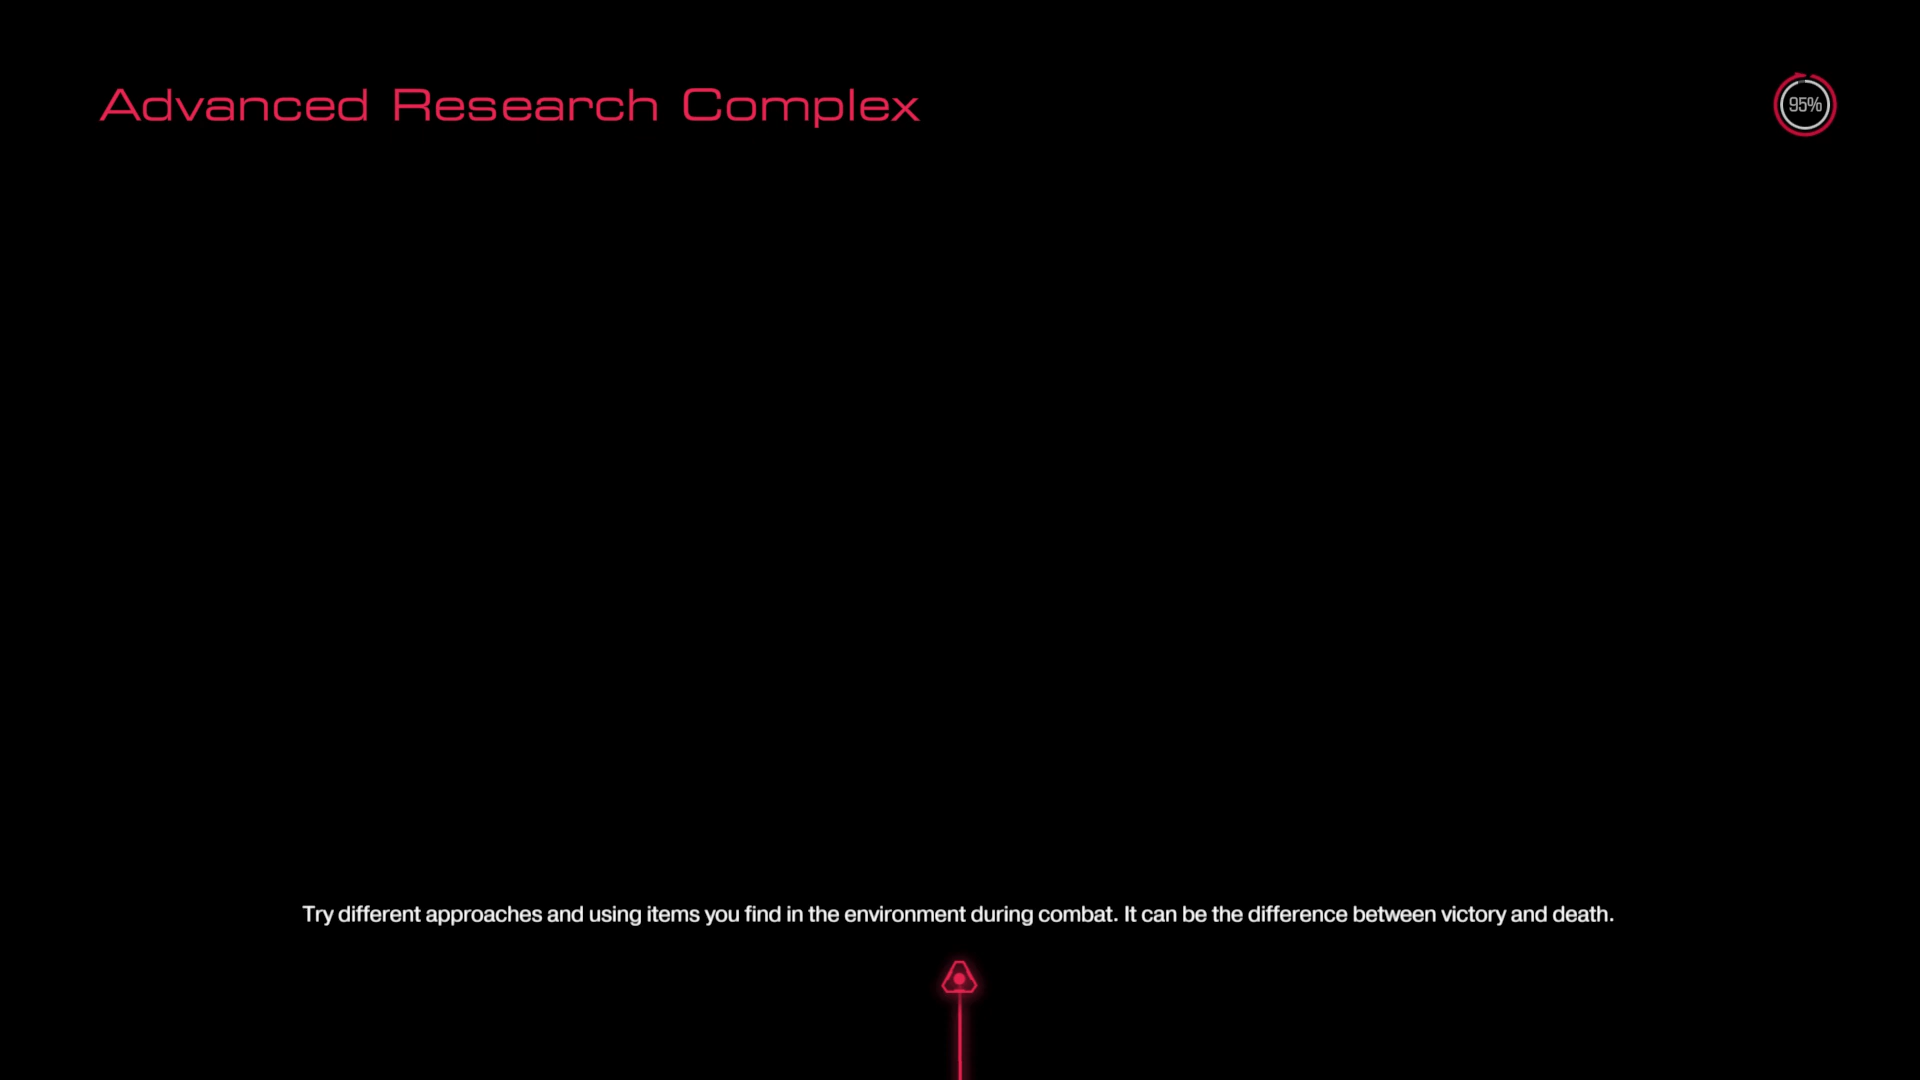 Advanced Research Complex
95%
Try different approaches and using items you find in the environment during combat. It can be the difference between victory and death.